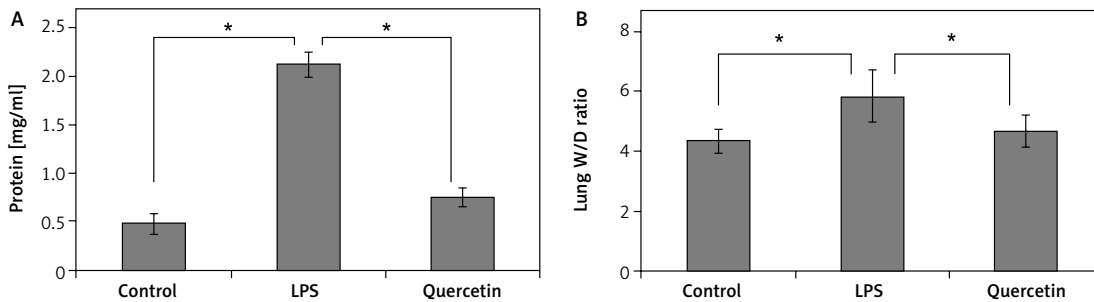 A
Protein [mg/ml]
2.5
2.0
1.5
1.0
0.5
0
* *
Control LPS Quercetin
B
Lung W/D ratio
8
6
4
2
0
* *
Control LPS Quercetin